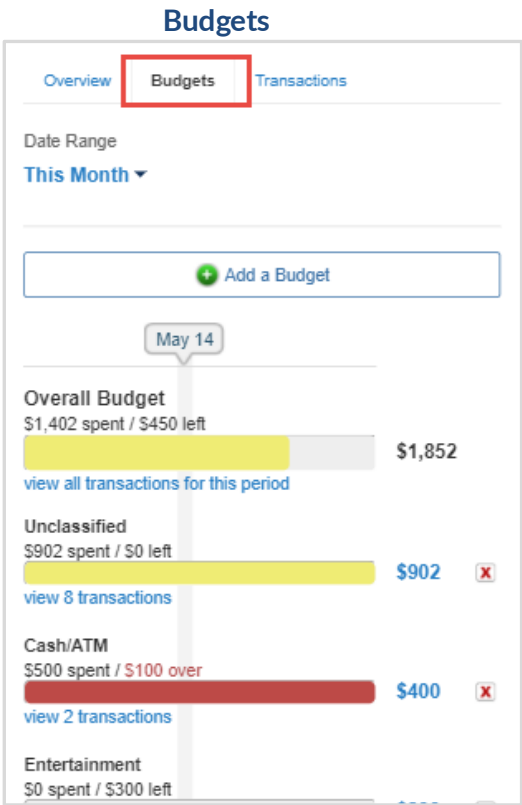 Budgets
Overview Budgets Transactions
Date Range
This Month
Add a Budget
May 14
Overall Budget
$1,402 spent / $450 left
$1,852
view all transactions for this period
Unclassified
$902 spent / $0 left
$902
view 8 transactions
Cash/ATM
$500 spent / $100 over
$400
view 2 transactions
Entertainment
$0 spent / $300 left